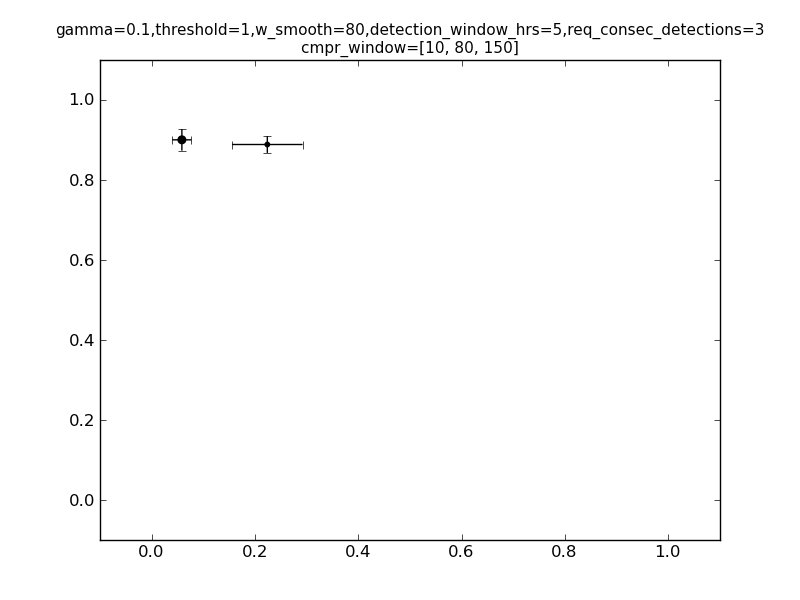 gamma=0.1,threshold=1,w_smooth=80,detection_window_hrs=5,req_consec_detections=3
cmpr_window=[10, 80, 150]
1.0
0.8
0.6
0.4
0.2
0.0
0.0 0.2 0.4 0.6 0.8 1.0